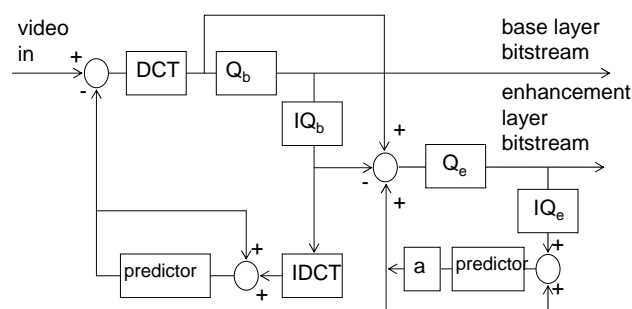 video
in
+
-
DCT
Q_b
base layer
bitstream
enhancement
layer
bitstream
IQ_b
+
-
+
Q_e
IQ_e
predictor
+
+
IDCT
a
predictor
+
+